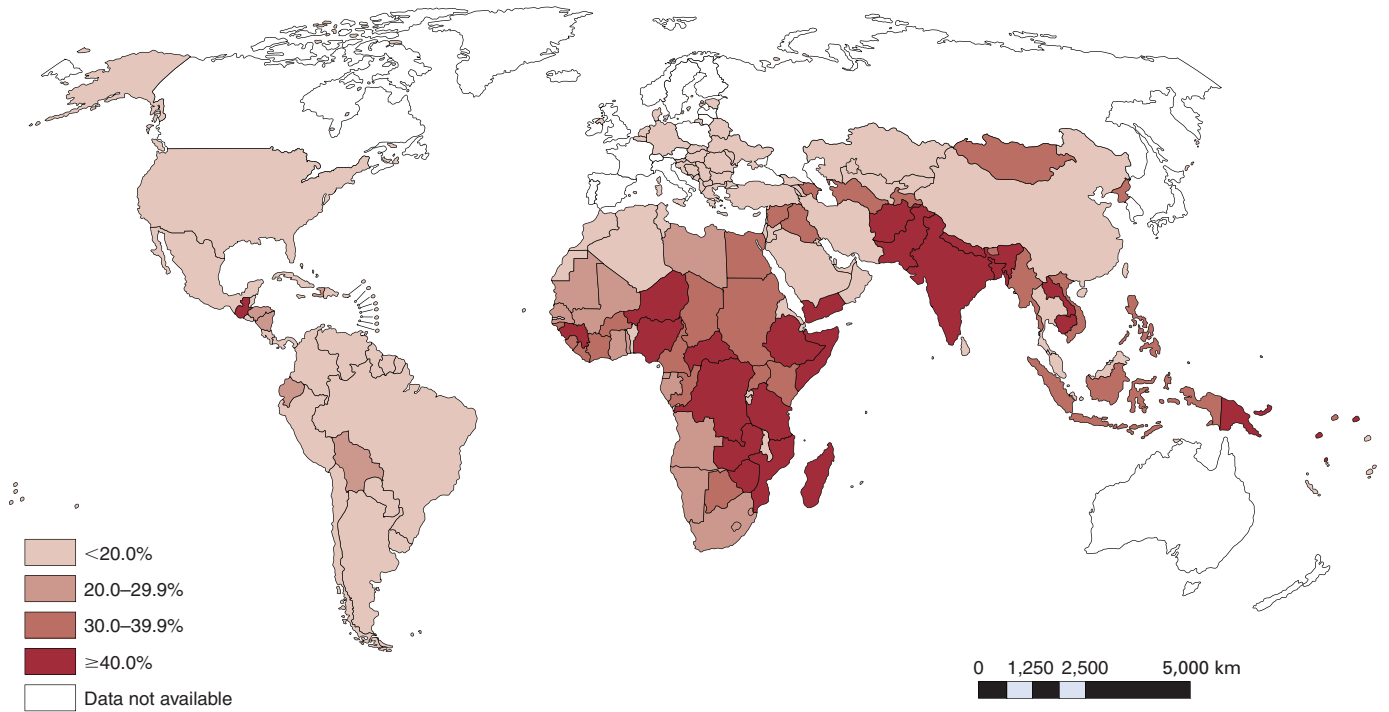 <20.0%
20.0–29.9%
30.0–39.9%
≥40.0%
Data not available
0 1,250 2,500 5,000 km